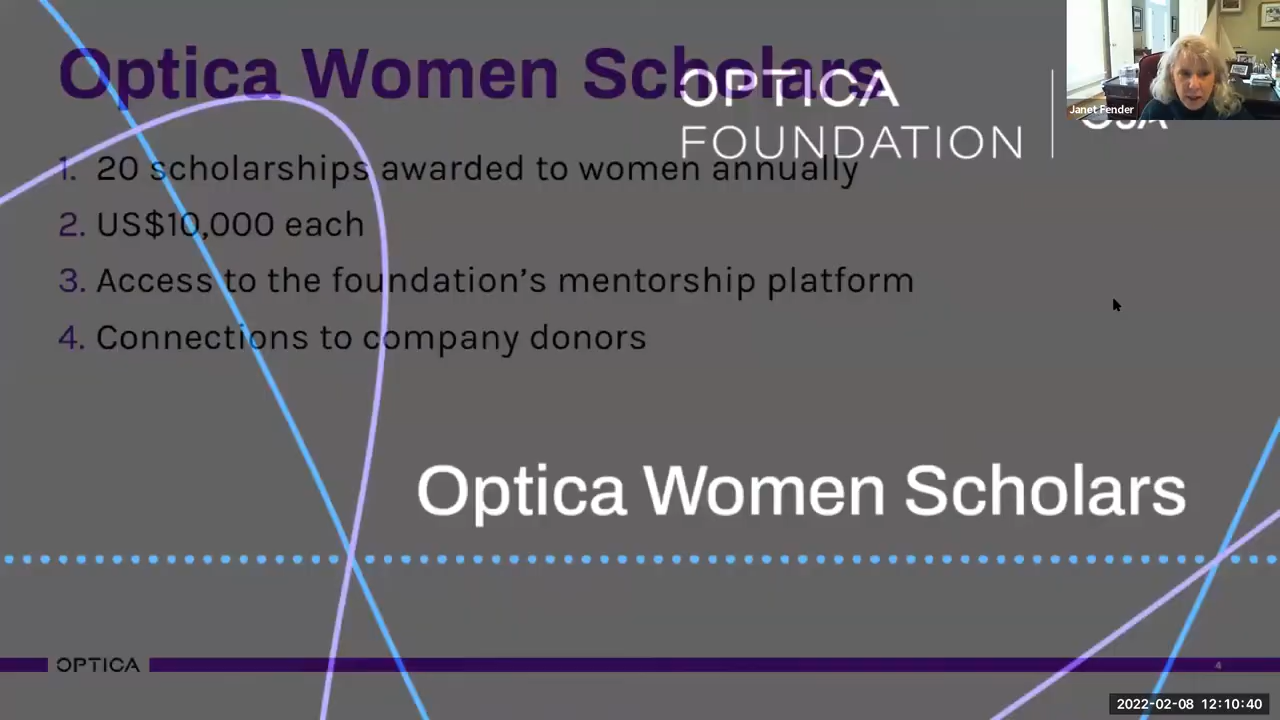 Optica Women Scholars
OPTICA
FOUNDATION
Janet Fender
1. 20 scholarships awarded to women annually
2. US$10,000 each
3. Access to the foundation’s mentorship platform
4. Connections to company donors
Optica Women Scholars
OPTICA
4
2022-02-08 12:10:40